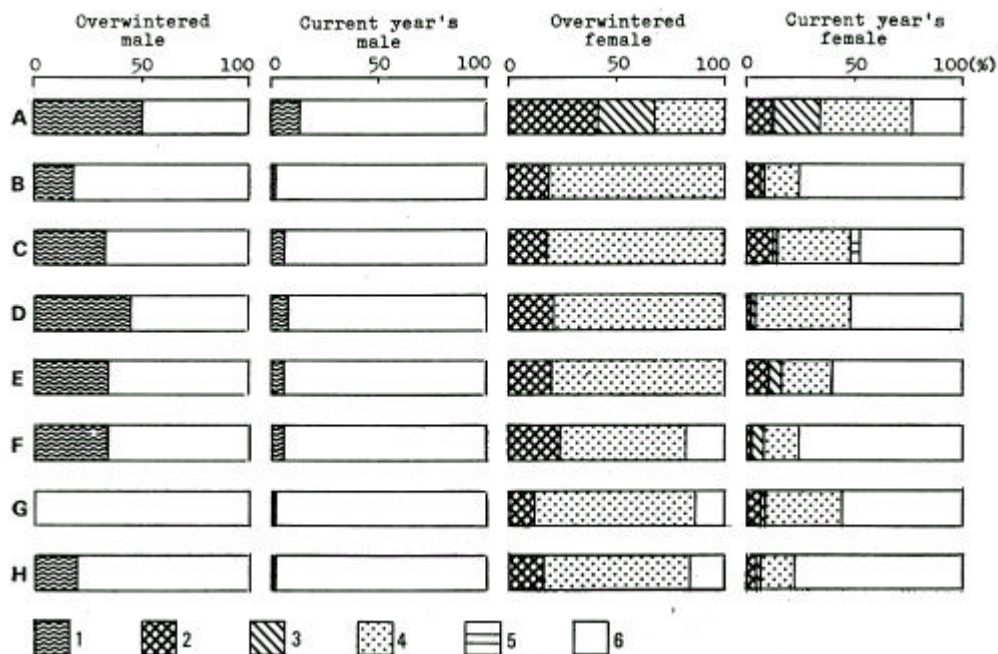 Overwintered male
Current year's male
Overwintered female
Current year's female
0 50 100
0 50 100
0 50 100
0 50 100(%)
A
B
C
D
E
F
G
H
1 2 3 4 5 6